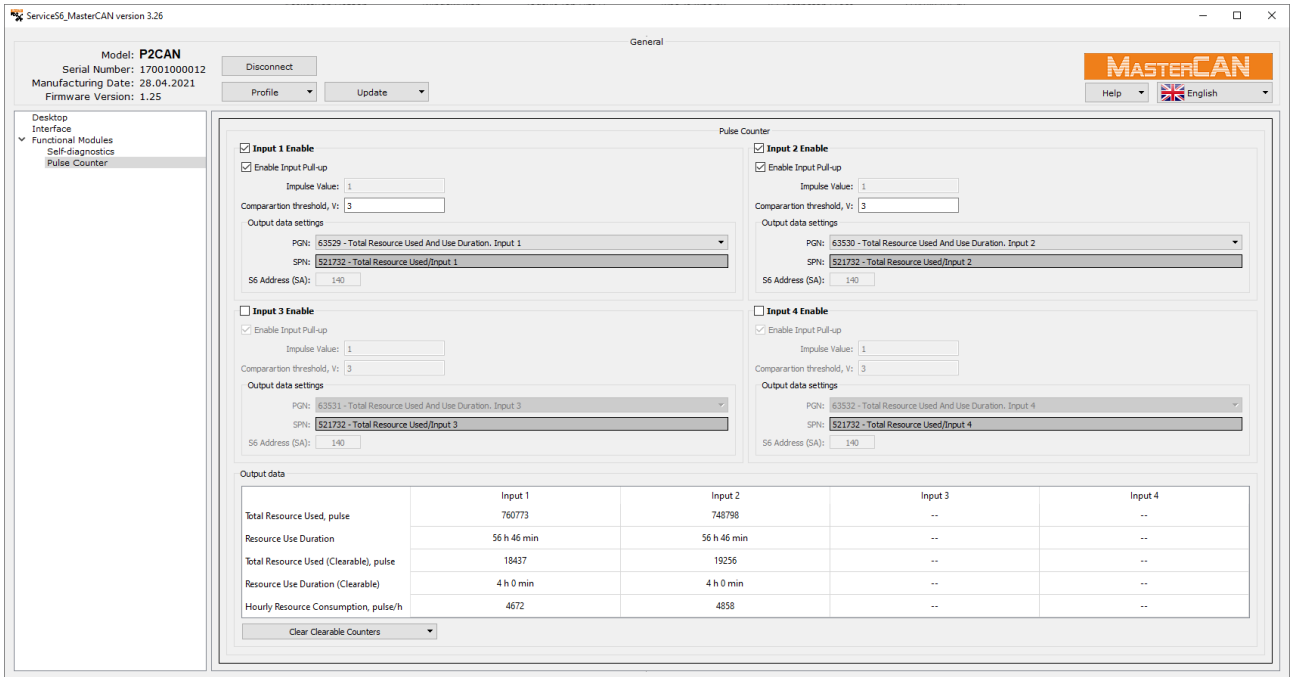 ServiceS6_MasterCAN version 3.26
General
Model: P2CAN
Serial Number: 17001000012
Manufacturing Date: 28.04.2021
Firmware Version: 1.25
Disconnect
Profile
Update
MASTERCAN
Help
English
Desktop
Interface
Functional Modules
Self-diagnostics
Pulse Counter
Pulse Counter
Input 1 Enable
Enable Input Pull-up
Impulse Value: 1
Comparartion threshold, V: 3
Output data settings
PGN: 63529 - Total Resource Used And Use Duration. Input 1
SPN: 521732 - Total Resource Used/Input 1
S6 Address (SA): 140
Input 2 Enable
Enable Input Pull-up
Impulse Value: 1
Comparartion threshold, V: 3
Output data settings
PGN: 63530 - Total Resource Used And Use Duration. Input 2
SPN: 521732 - Total Resource Used/Input 2
S6 Address (SA): 140
Input 3 Enable
Enable Input Pull-up
Impulse Value: 1
Comparartion threshold, V: 3
Output data settings
PGN: 63531 - Total Resource Used And Use Duration. Input 3
SPN: 521732 - Total Resource Used/Input 3
S6 Address (SA): 140
Input 4 Enable
Enable Input Pull-up
Impulse Value: 1
Comparartion threshold, V: 3
Output data settings
PGN: 63532 - Total Resource Used And Use Duration. Input 4
SPN: 521732 - Total Resource Used/Input 4
S6 Address (SA): 140
Output data
Input 1 Input 2 Input 3 Input 4
Total Resource Used, pulse 760773 748798 -- --
Resource Use Duration 56 h 46 min 56 h 46 min -- --
Total Resource Used (Clearable), pulse 18437 19256 -- --
Resource Use Duration (Clearable) 4 h 0 min 4 h 0 min -- --
Hourly Resource Consumption, pulse/h 4672 4858 -- --
Clear Clearable Counters